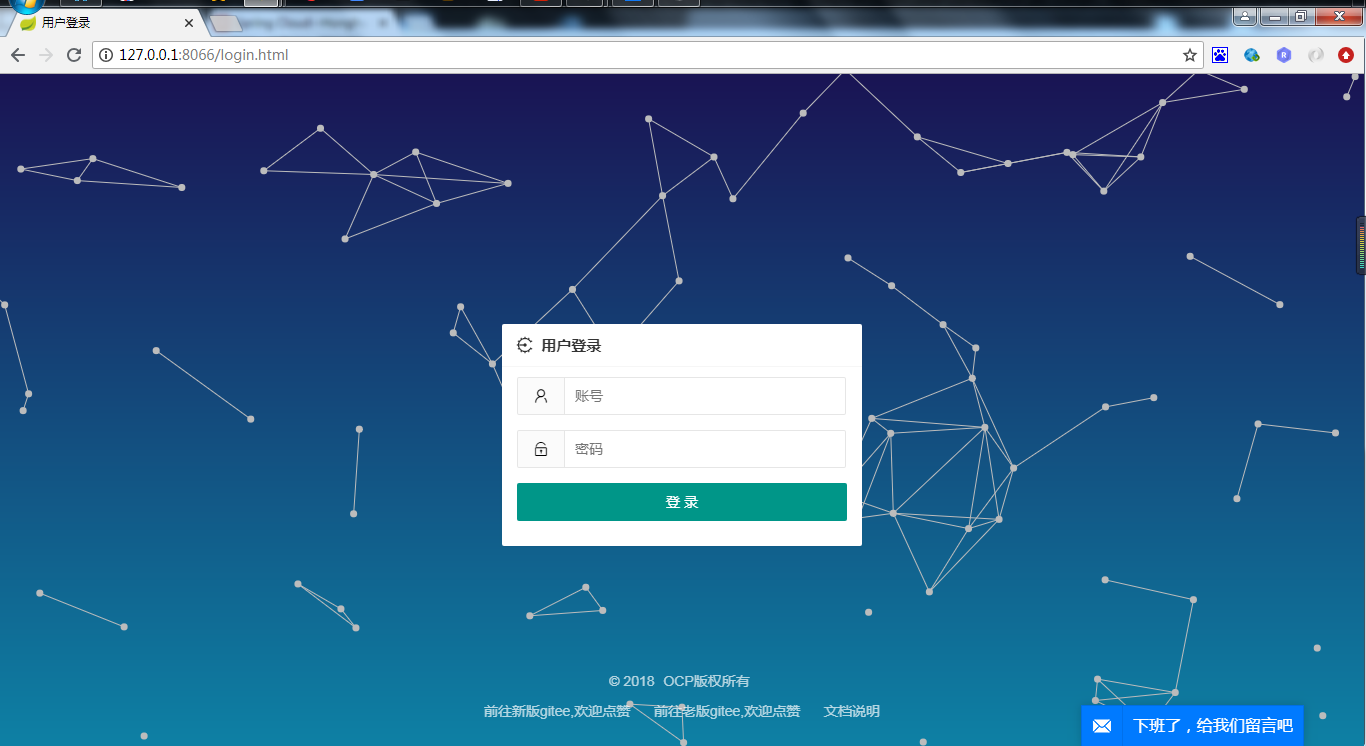 用户登录
127.0.0.1:8066/login.html
用户登录
账号
密码
登 录
© 2018 OCP版权所有
前往新版gitee,欢迎点赞 前往老版gitee,欢迎点赞 文档说明
下班了，给我们留言吧